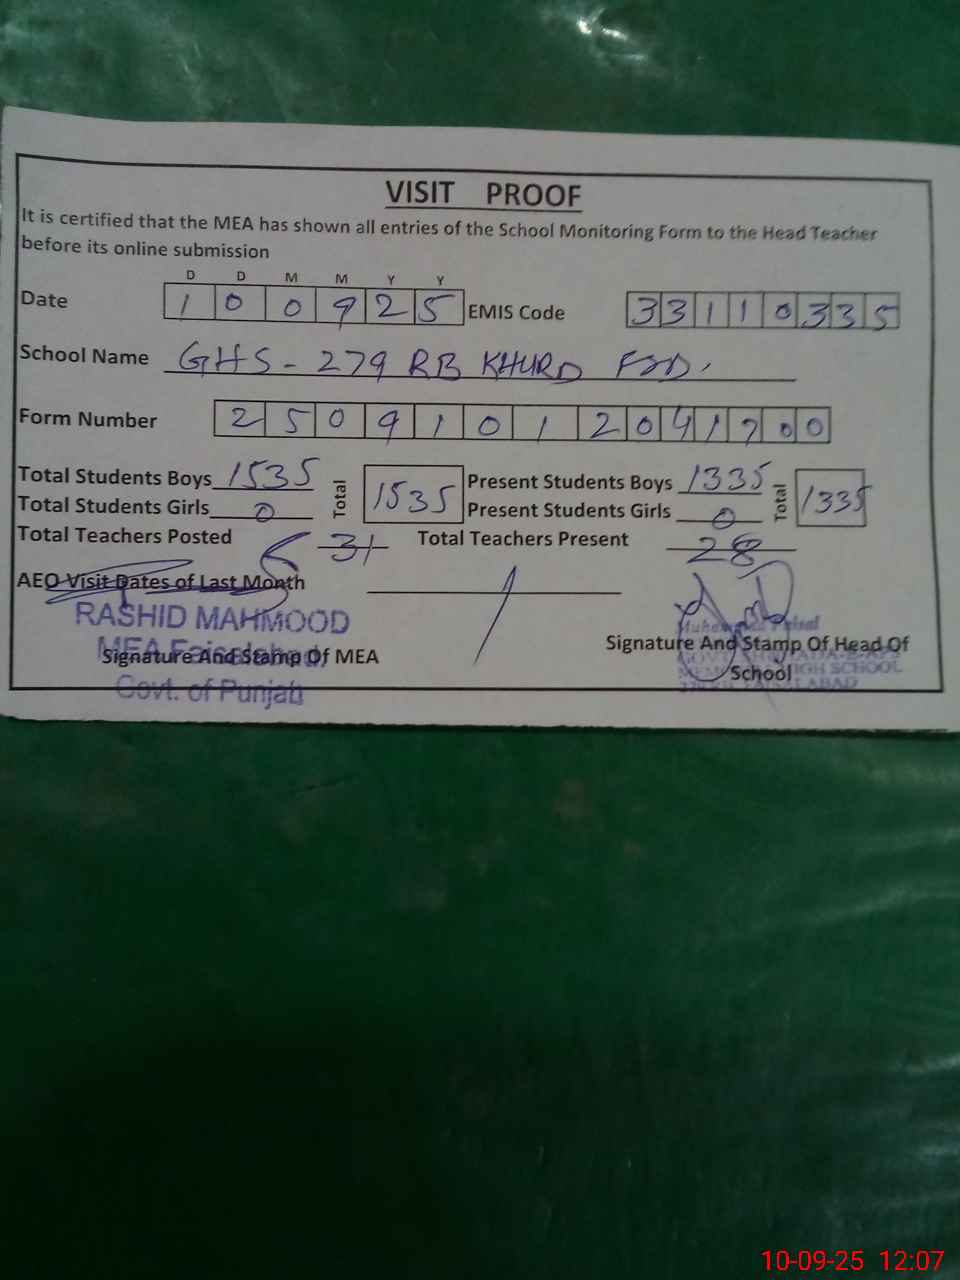 VISIT PROOF
It is certified that the MEA has shown all entries of the School Monitoring Form to the Head Teacher
before its online submission
D D M M Y Y
Date 1 0 0 9 2 5 EMIS Code 3 3 1 1 0 3 3 5
School Name GHS - 279 RB KHURD FSD.
Form Number 2 5 0 9 1 0 1 2 0 4 1 7 0 0
Total Students Boys 1535 Total 1535 Present Students Boys 1335 Total 1335
Total Students Girls 0 Present Students Girls 0
Total Teachers Posted 31 Total Teachers Present 28
AEO Visit Dates of Last Month /
RASHID MAHMOOD
MEA Faisalabad
Signature And Stamp Of MEA
Govt. of Punjab
Signature And Stamp Of Head Of
School
HIGH SCHOOL
10-09-25 12:07